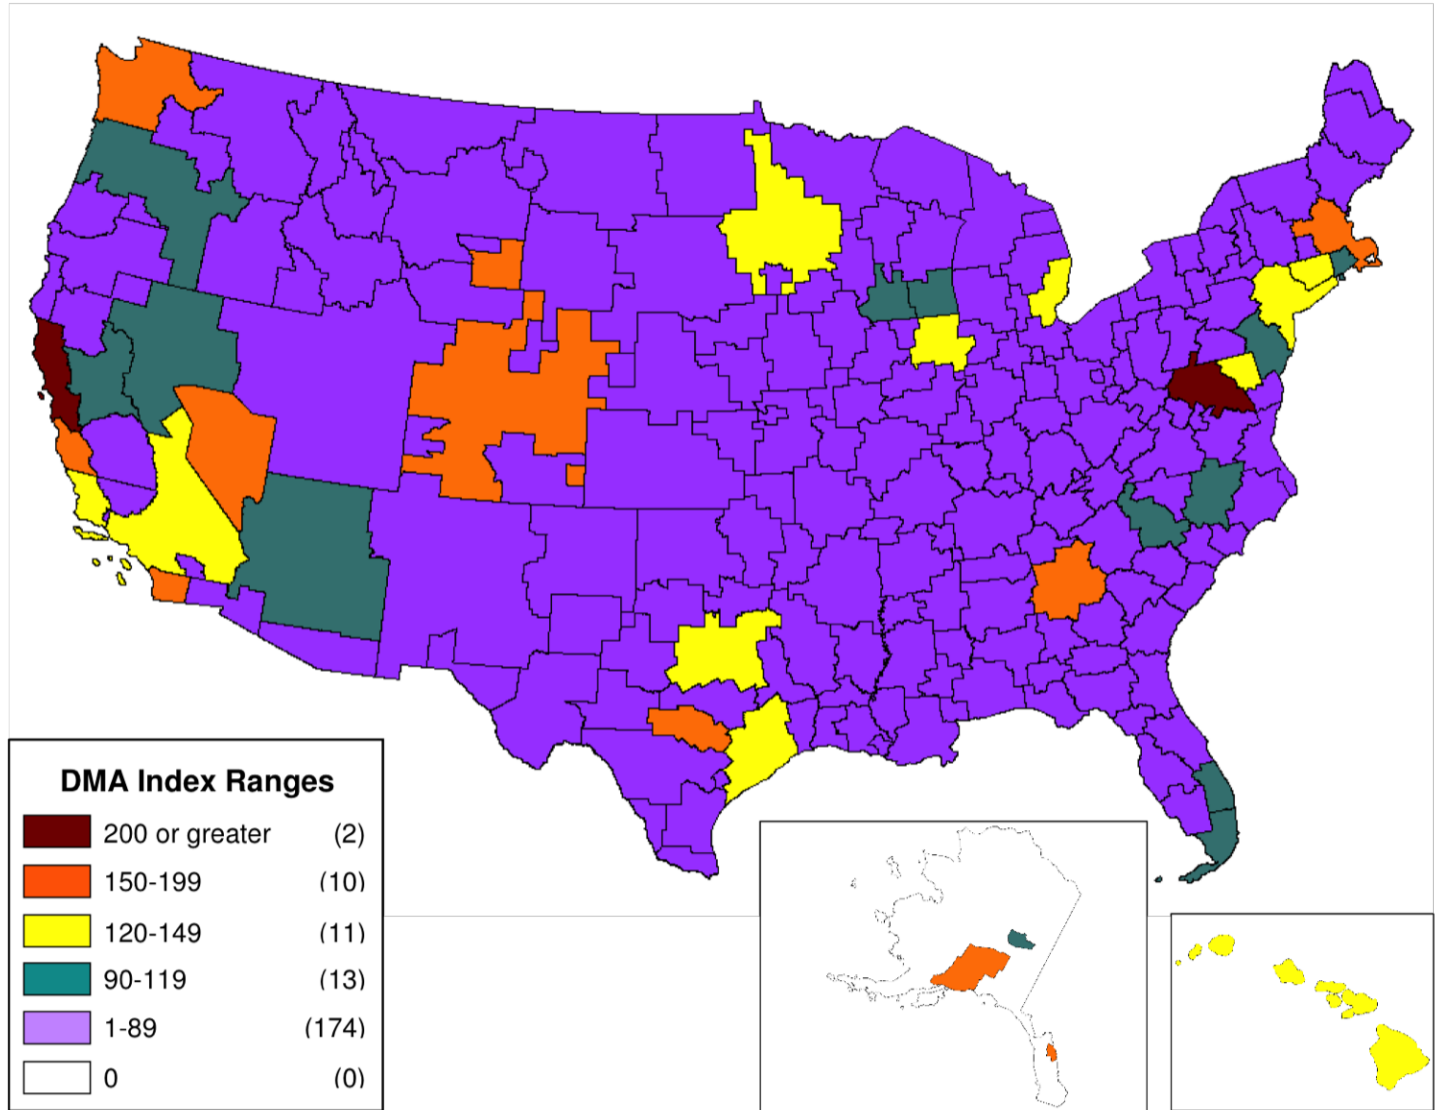 DMA Index Ranges
200 or greater (2)
150-199 (10)
120-149 (11)
90-119 (13)
1-89 (174)
0 (0)